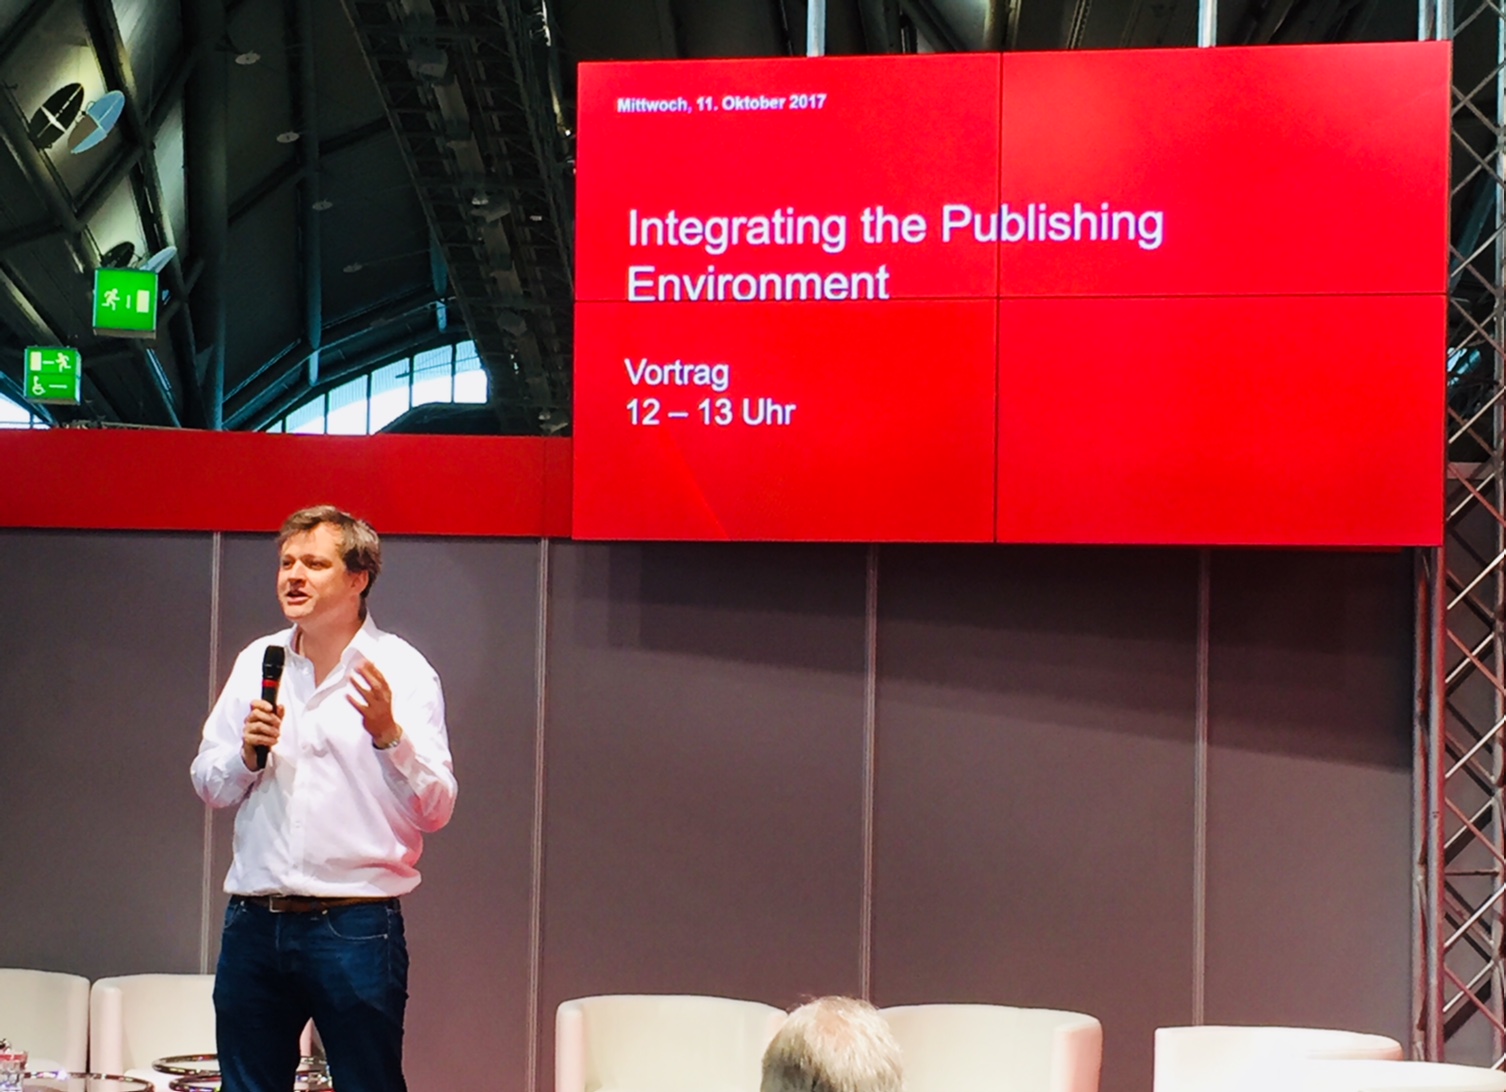 Mittwoch, 11. Oktober 2017
Integrating the Publishing
Environment
Vortrag
12 – 13 Uhr